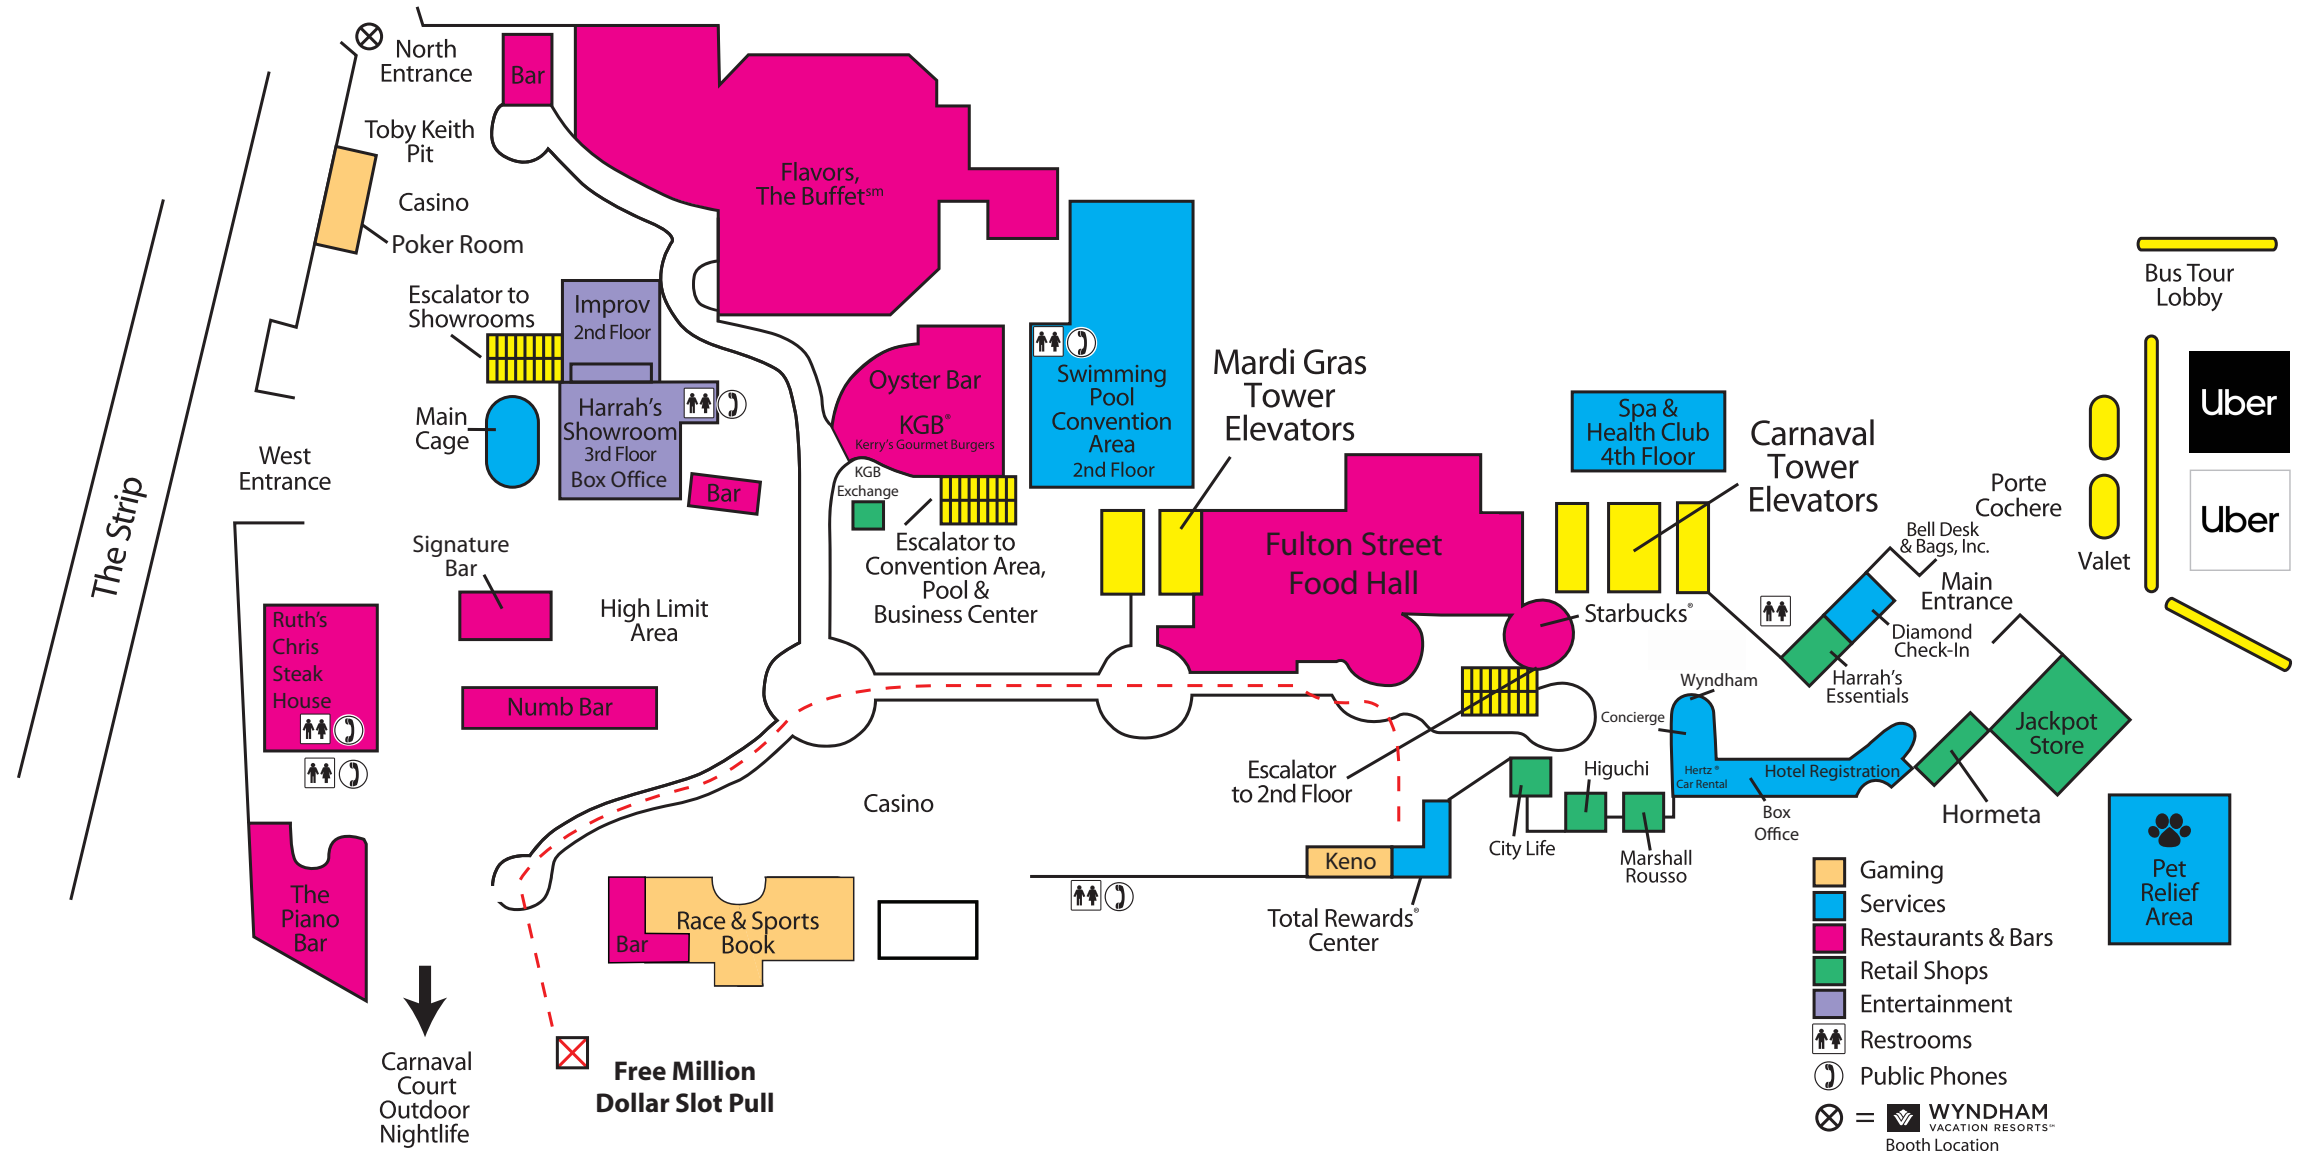 North
Entrance
Bar
Toby Keith
Pit
Casino
Poker Room
Flavors,
The Buffet℠
Escalator to
Showrooms
Improv
2nd Floor
Main
Cage
Harrah's
Showroom
3rd Floor
Box Office
Bar
Oyster Bar
KGB®
Kerry's Gourmet Burgers
KGB
Exchange
Escalator to
Convention Area,
Pool &
Business Center
Swimming
Pool
Convention
Area
2nd Floor
Mardi Gras
Tower
Elevators
Spa &
Health Club
4th Floor
Carnaval
Tower
Elevators
Bus Tour
Lobby
Uber
Uber
Porte
Cochere
Valet
Bell Desk
& Bags, Inc.
Main
Entrance
Diamond
Check-In
Harrah's
Essentials
The Strip
West
Entrance
Signature
Bar
High Limit
Area
Fulton Street
Food Hall
Starbucks®
Ruth's
Chris
Steak
House
Numb Bar
Wyndham
Concierge
Hertz®
Car Rental
Hotel Registration
Box
Office
Jackpot
Store
Hormeta
Escalator
to 2nd Floor
Higuchi
City Life
Marshall
Rousso
Casino
Keno
Total Rewards®
Center
The
Piano
Bar
Bar
Race & Sports
Book
Pet
Relief
Area
Carnaval
Court
Outdoor
Nightlife
Free Million
Dollar Slot Pull
Gaming
Services
Restaurants & Bars
Retail Shops
Entertainment
Restrooms
Public Phones
= WYNDHAM
VACATION RESORTS℠
Booth Location